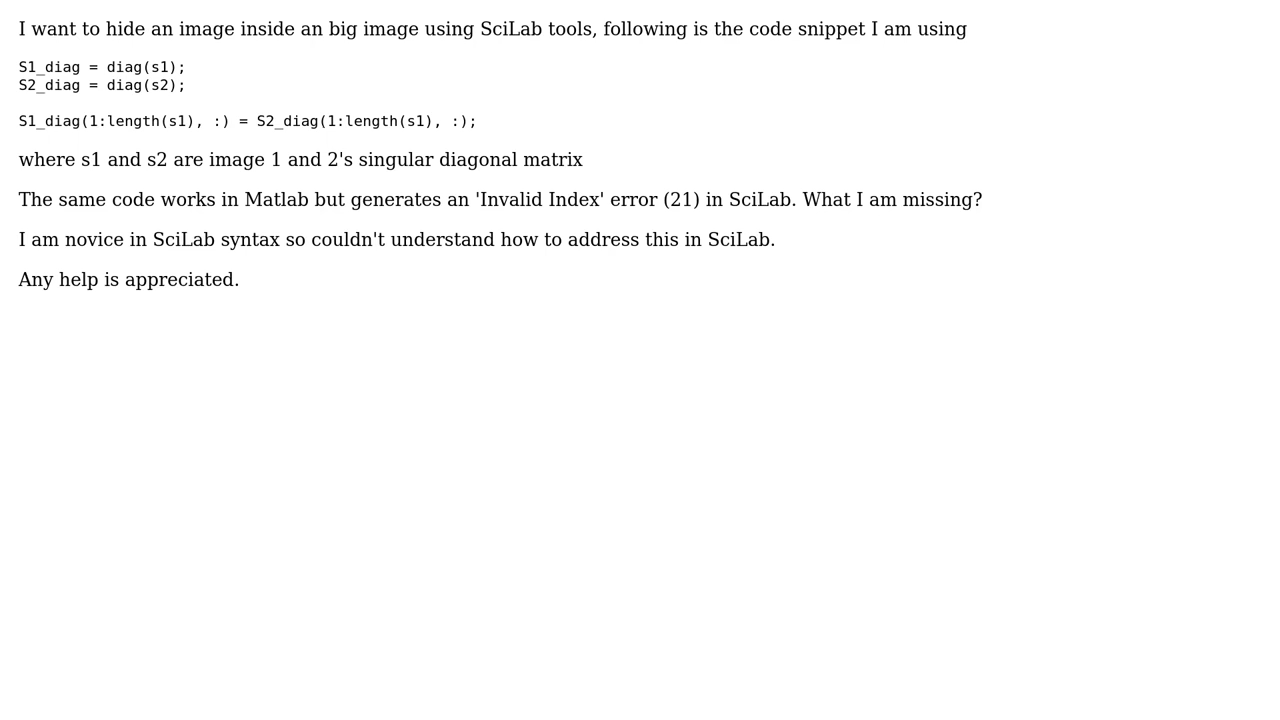 I want to hide an image inside an big image using SciLab tools, following is the code snippet I am using
S1_diag = diag(s1);
S2_diag = diag(s2);
S1_diag(1:length(s1), :) = S2_diag(1:length(s1), :);
where s1 and s2 are image 1 and 2's singular diagonal matrix
The same code works in Matlab but generates an 'Invalid Index' error (21) in SciLab. What I am missing?
I am novice in SciLab syntax so couldn't understand how to address this in SciLab.
Any help is appreciated.